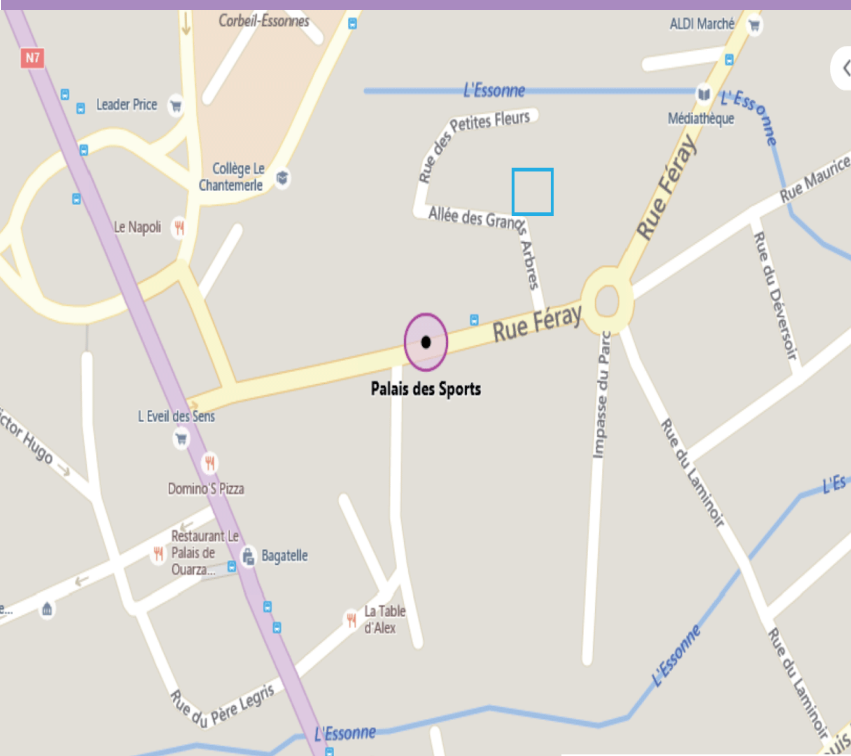 Corbeil-Essonnes
ALDI Marché
N7
L'Essonne
L'Essonne
Leader Price
Rue des Petites Fleurs
Médiathèque
Rue Féray
Collège Le
Chantemerle
Rue Maurice
Le Napoli
Allée des Grands Arbres
Rue du Déversoir
Rue Féray
Impasse du Parc
Palais des Sports
L Eveil des Sens
ictor Hugo
Rue du Laminoir
Domino'S Pizza
L'Es
Restaurant Le
Palais de
Ouarza...
Bagatelle
e...
La Table
d'Alex
L'Essonne
Rue du Laminoir
Rue du Père Legris
L'Essonne
uis